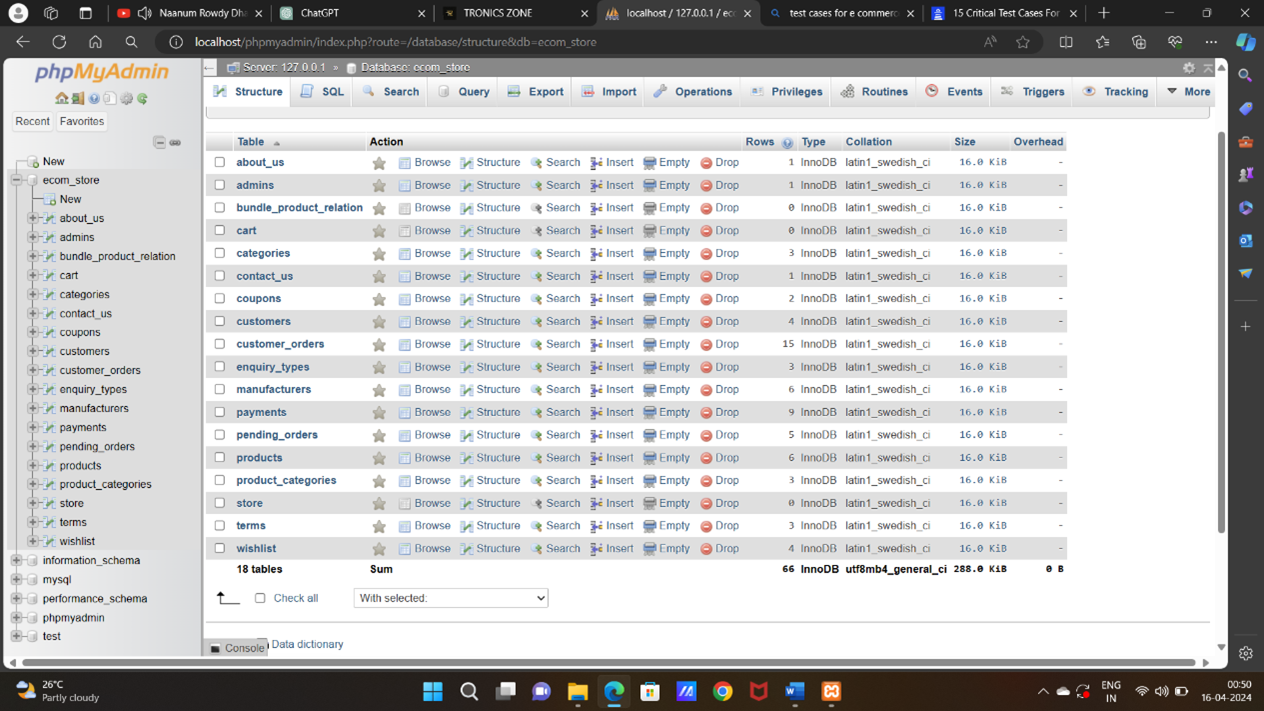 Naanum Rowdy Dha
ChatGPT
TRONICS ZONE
localhost / 127.0.0.1 / eco
test cases for e commerc
15 Critical Test Cases For
localhost/phpmyadmin/index.php?route=/database/structure&db=ecom_store
phpMyAdmin
Recent Favorites
New
ecom_store
New
about_us
admins
bundle_product_relation
cart
categories
contact_us
coupons
customers
customer_orders
enquiry_types
manufacturers
payments
pending_orders
products
product_categories
store
terms
wishlist
information_schema
mysql
performance_schema
phpmyadmin
test
Server: 127.0.0.1 » Database: ecom_store
Structure SQL Search Query Export Import Operations Privileges Routines Events Triggers Tracking More
Table Action Rows Type Collation Size Overhead
about_us Browse Structure Search Insert Empty Drop 1 InnoDB latin1_swedish_ci 16.0 KiB -
admins Browse Structure Search Insert Empty Drop 1 InnoDB latin1_swedish_ci 16.0 KiB -
bundle_product_relation Browse Structure Search Insert Empty Drop 0 InnoDB latin1_swedish_ci 16.0 KiB -
cart Browse Structure Search Insert Empty Drop 0 InnoDB latin1_swedish_ci 16.0 KiB -
categories Browse Structure Search Insert Empty Drop 3 InnoDB latin1_swedish_ci 16.0 KiB -
contact_us Browse Structure Search Insert Empty Drop 1 InnoDB latin1_swedish_ci 16.0 KiB -
coupons Browse Structure Search Insert Empty Drop 2 InnoDB latin1_swedish_ci 16.0 KiB -
customers Browse Structure Search Insert Empty Drop 4 InnoDB latin1_swedish_ci 16.0 KiB -
customer_orders Browse Structure Search Insert Empty Drop 15 InnoDB latin1_swedish_ci 16.0 KiB -
enquiry_types Browse Structure Search Insert Empty Drop 3 InnoDB latin1_swedish_ci 16.0 KiB -
manufacturers Browse Structure Search Insert Empty Drop 6 InnoDB latin1_swedish_ci 16.0 KiB -
payments Browse Structure Search Insert Empty Drop 9 InnoDB latin1_swedish_ci 16.0 KiB -
pending_orders Browse Structure Search Insert Empty Drop 5 InnoDB latin1_swedish_ci 16.0 KiB -
products Browse Structure Search Insert Empty Drop 6 InnoDB latin1_swedish_ci 16.0 KiB -
product_categories Browse Structure Search Insert Empty Drop 3 InnoDB latin1_swedish_ci 16.0 KiB -
store Browse Structure Search Insert Empty Drop 0 InnoDB latin1_swedish_ci 16.0 KiB -
terms Browse Structure Search Insert Empty Drop 3 InnoDB latin1_swedish_ci 16.0 KiB -
wishlist Browse Structure Search Insert Empty Drop 4 InnoDB latin1_swedish_ci 16.0 KiB -
18 tables Sum 66 InnoDB utf8mb4_general_ci 288.0 KiB 0 B
Check all With selected:
Console Data dictionary
26°C
Partly cloudy
ENG
IN
00:50
16-04-2024